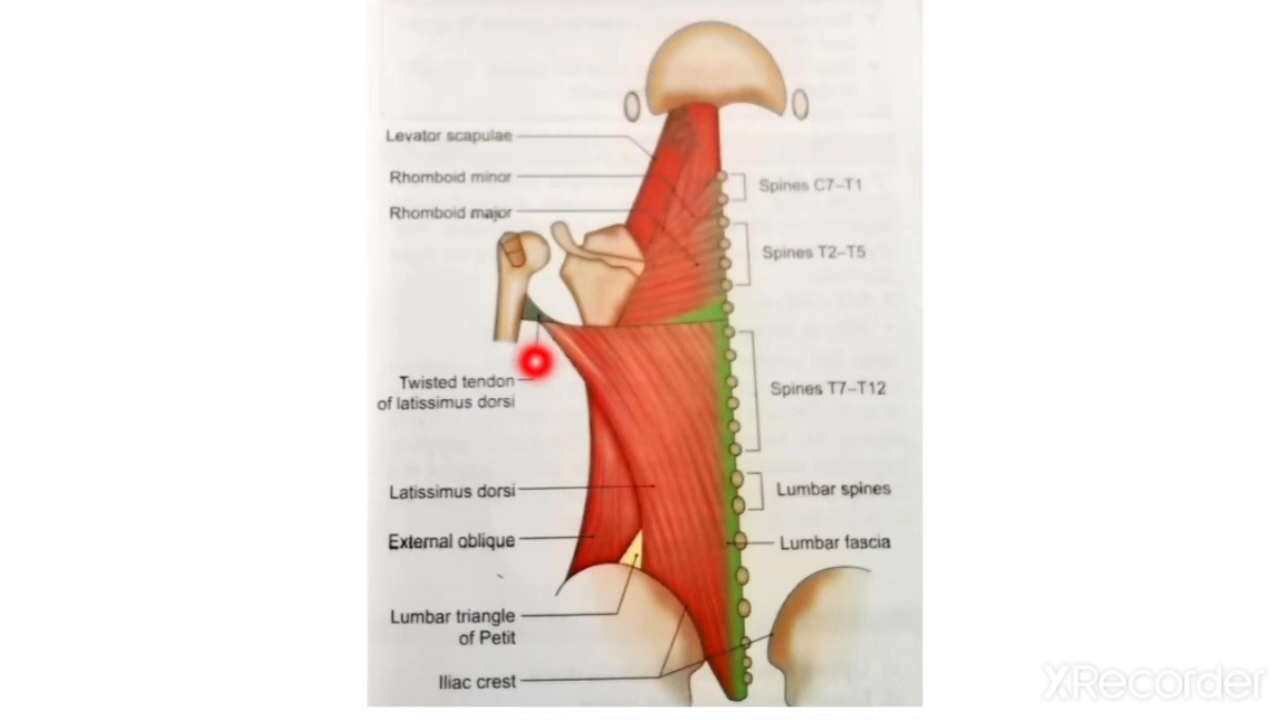 Levator scapulae
Rhomboid minor
Spines C7–T1
Rhomboid major
Spines T2–T5
Twisted tendon
of latissimus dorsi
Spines T7–T12
Latissimus dorsi
Lumbar spines
External oblique
Lumbar fascia
Lumbar triangle
of Petit
Iliac crest
XRecorder